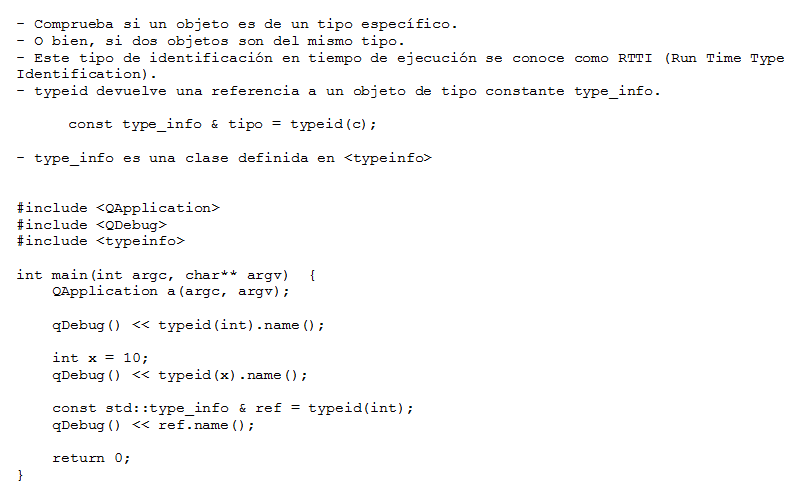 - Comprueba si un objeto es de un tipo específico.
- O bien, si dos objetos son del mismo tipo.
- Este tipo de identificación en tiempo de ejecución se conoce como RTTI (Run Time Type
Identification).
- typeid devuelve una referencia a un objeto de tipo constante type_info.
const type_info & tipo = typeid(c);
- type_info es una clase definida en <typeinfo>
#include <QApplication>
#include <QDebug>
#include <typeinfo>
int main(int argc, char** argv)  {
    QApplication a(argc, argv);
    qDebug() << typeid(int).name();
    int x = 10;
    qDebug() << typeid(x).name();
    const std::type_info & ref = typeid(int);
    qDebug() << ref.name();
    return 0;
}